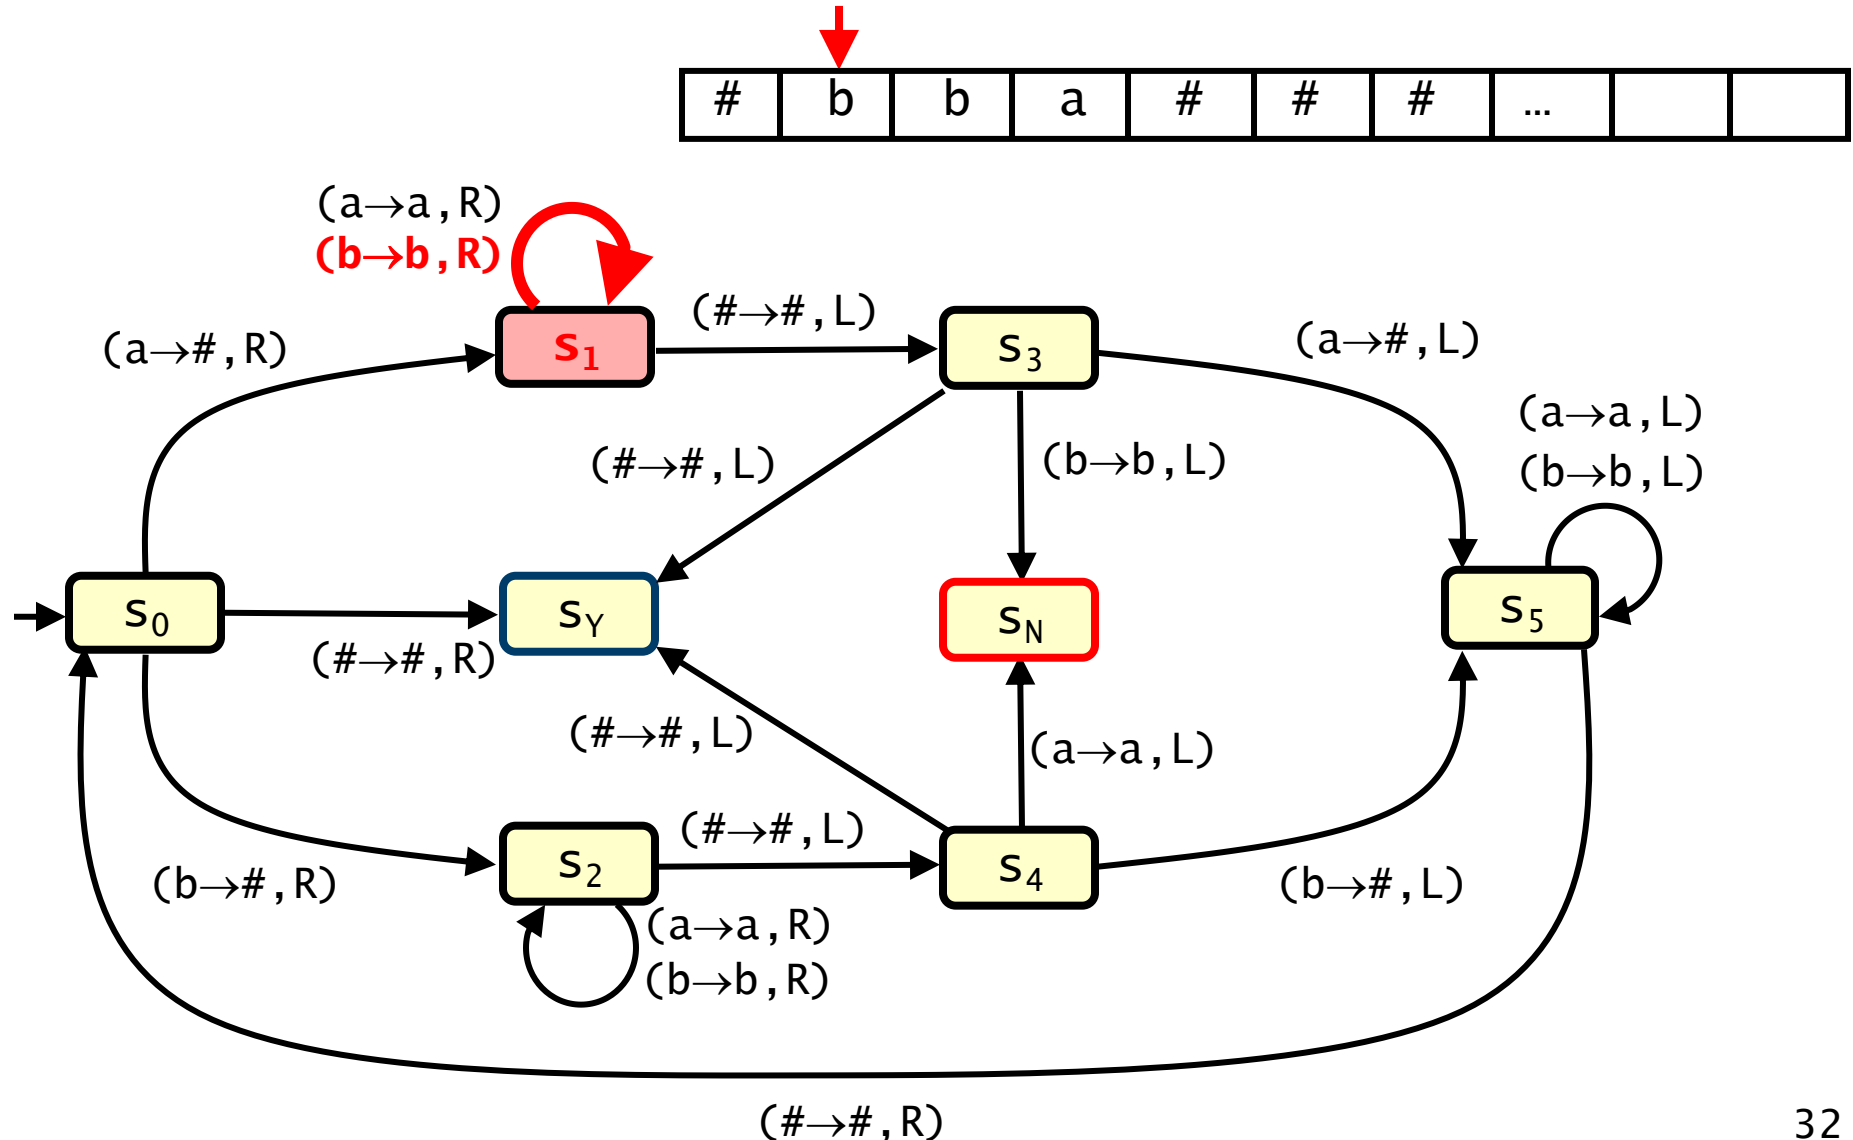 # b b a # # # ...
(a→a,R)
(b→b,R)
(#→#,L)
(a→#,R)
s1
s3
(a→#,L)
(a→a,L)
(b→b,L)
(#→#,L)
(b→b,L)
s0
sY
sN
s5
(#→#,R)
(#→#,L)
(a→a,L)
(#→#,L)
(b→#,R)
s2
s4
(b→#,L)
(a→a,R)
(b→b,R)
(#→#,R)
32